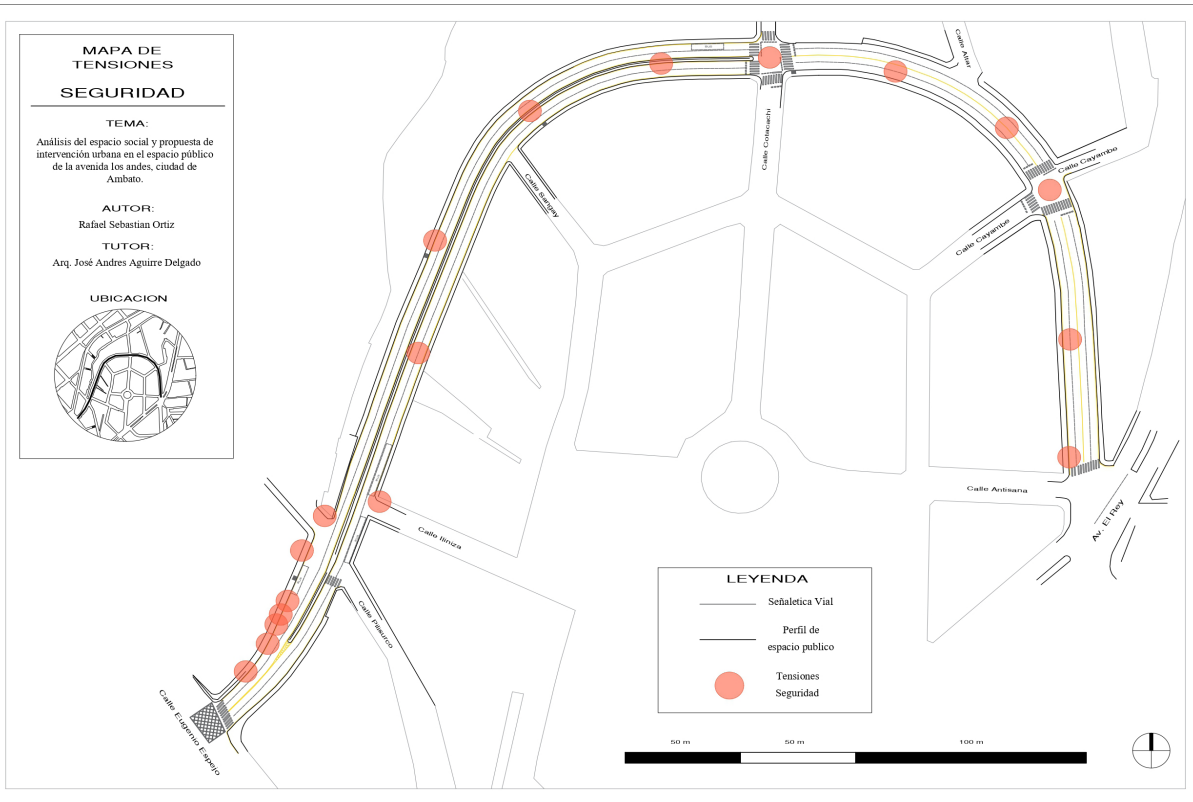 MAPA DE
TENSIONES
SEGURIDAD
TEMA:
Análisis del espacio social y propuesta de
intervención urbana en el espacio público
de la avenida los andes, ciudad de
Ambato.
AUTOR:
Rafael Sebastian Ortiz
TUTOR:
Arq. José Andres Aguirre Delgado
UBICACION
Calle Altar
Calle Cotacachi
Calle Cayambe
Calle Sangay
Calle Cayambe
Calle Antisana
Av. El Rey
Calle Iliniza
Calle Pilisurco
Calle Eugenio Espejo
LEYENDA
Señaletica Vial
Perfil de
espacio publico
Tensiones
Seguridad
50 m
50 m
100 m